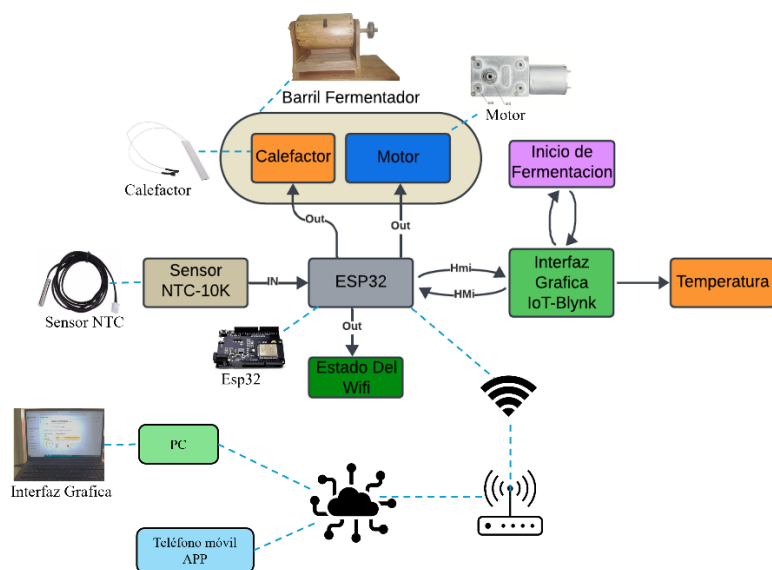 Barril Fermentador
Motor
Calefactor
Motor
Calefactor
Inicio de
Fermentacion
Out
Out
Sensor
NTC-10K
IN
ESP32
Hmi
HMi
Interfaz
Grafica
IoT-Blynk
Temperatura
Sensor NTC
Out
Esp32
Estado Del
Wifi
PC
Interfaz Grafica
Teléfono móvil
APP